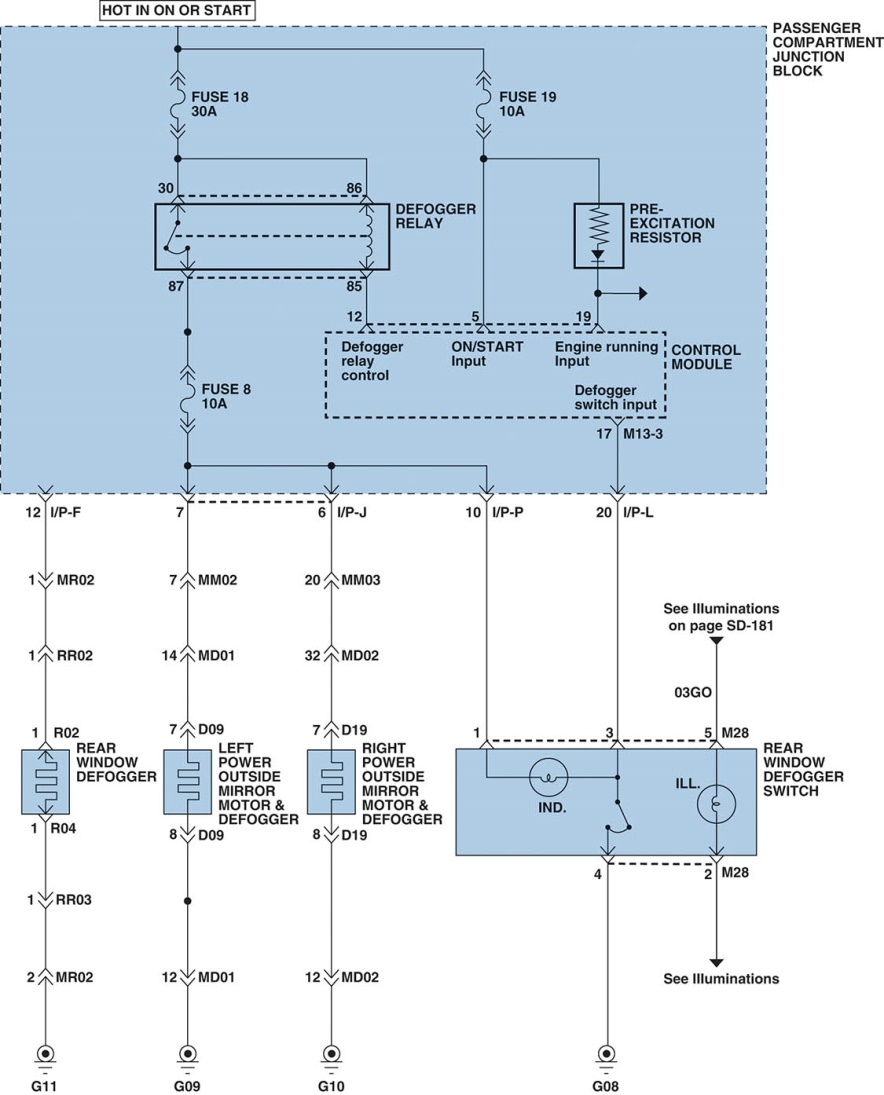 HOT IN ON OR START
PASSENGER
COMPARTMENT
JUNCTION
BLOCK
FUSE 18
30A
FUSE 19
10A
30
86
DEFOGGER
RELAY
PRE-
EXCITATION
RESISTOR
87
85
12
5
19
Defogger
relay
control
ON/START
Input
Engine running
Input
Defogger
switch input
CONTROL
MODULE
FUSE 8
10A
17 M13-3
12 I/P-F
7
6 I/P-J
10 I/P-P
20 I/P-L
1 MR02
7 MM02
20 MM03
See Illuminations
on page SD-181
1 RR02
14 MD01
32 MD02
03GO
1 R02
7 D09
7 D19
1
3
5 M28
REAR
WINDOW
DEFOGGER
LEFT
POWER
OUTSIDE
MIRROR
MOTOR &
DEFOGGER
RIGHT
POWER
OUTSIDE
MIRROR
MOTOR &
DEFOGGER
IND.
ILL.
REAR
WINDOW
DEFOGGER
SWITCH
1 R04
8 D09
8 D19
4
2 M28
1 RR03
2 MR02
12 MD01
12 MD02
See Illuminations
G11
G09
G10
G08